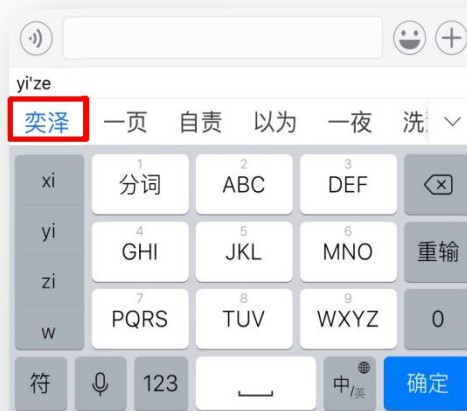 yi'ze
奕泽 一页 自责 以为 一夜 洗
xi 1 分词 2 ABC 3 DEF
yi 4 GHI 5 JKL 6 MNO 重输
zi 7 PQRS 8 TUV 9 WXYZ 0
w
符 123 中/英 确定